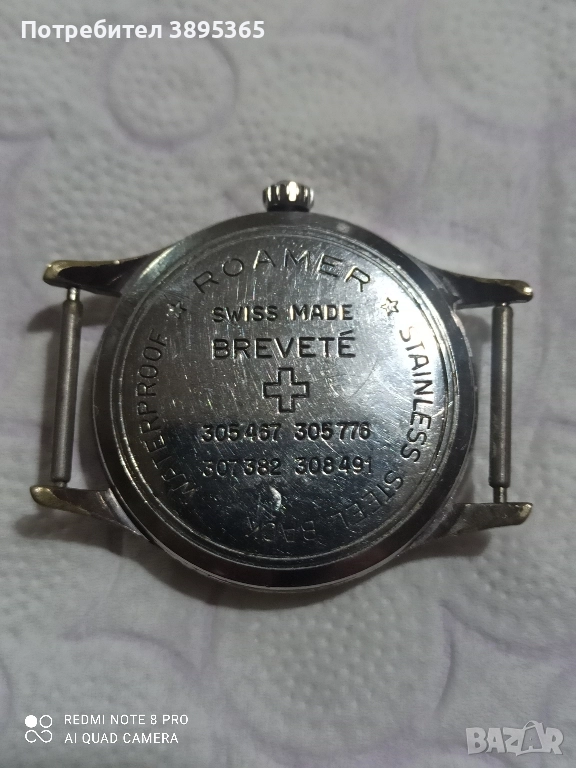 Потребител 3895365
ROAMER
SWISS MADE
BREVETÉ
305467 305776
307382 308491
WATERPROOF ☆ ☆ STAINLESS STEEL BACK
REDMI NOTE 8 PRO
AI QUAD CAMERA
BAZAR